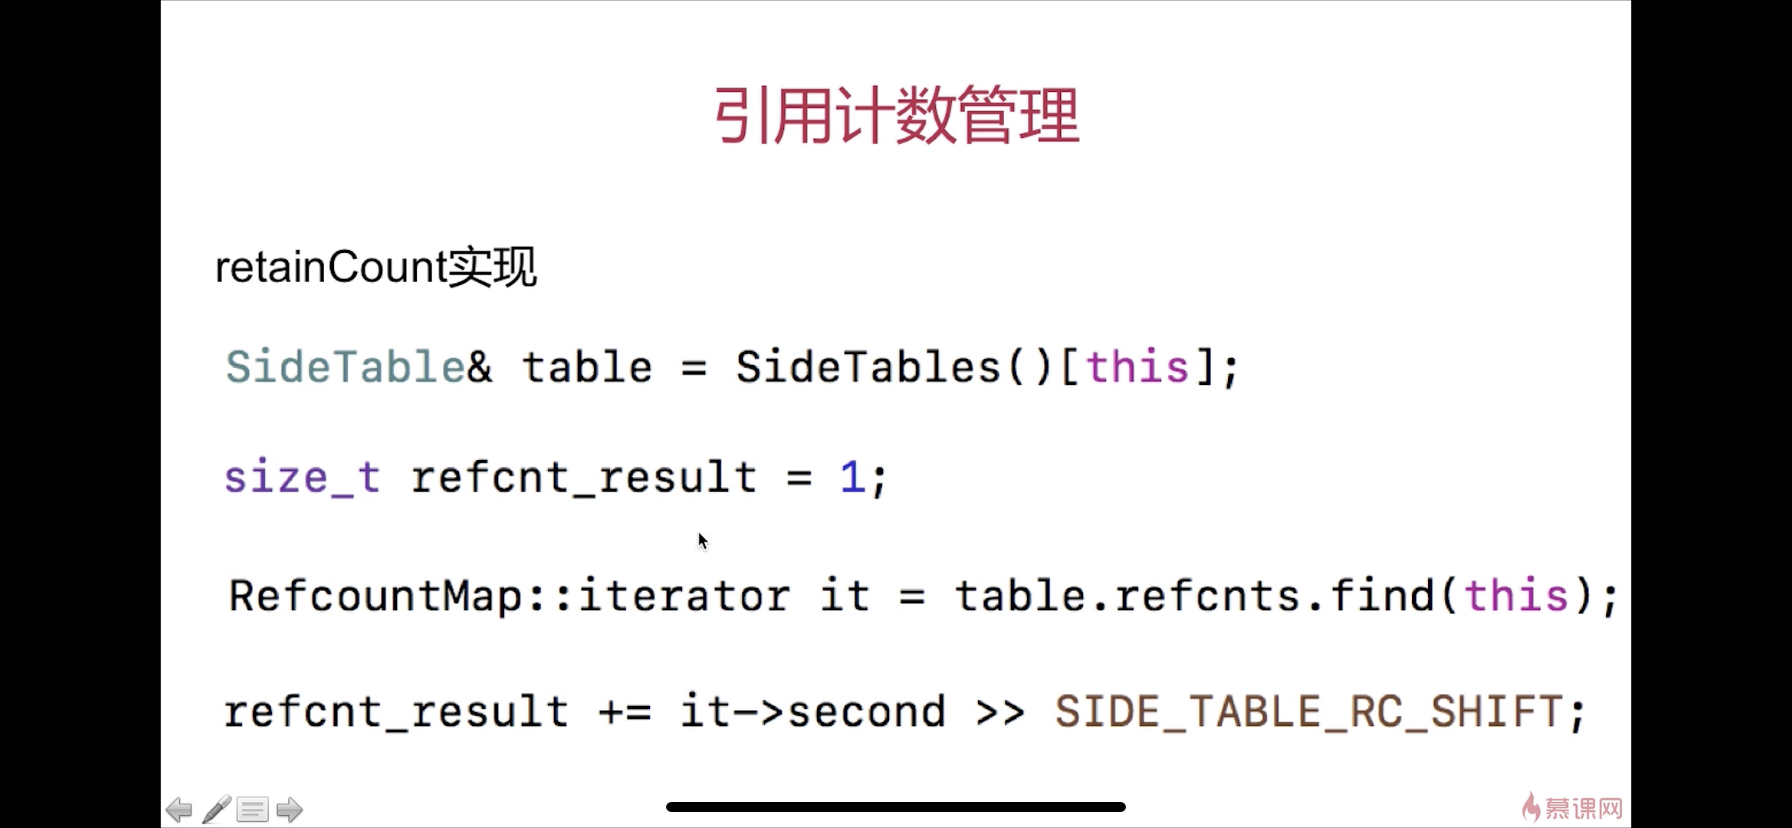 引用计数管理
retainCount实现
SideTable& table = SideTables()[this];
size_t refcnt_result = 1;
RefcountMap::iterator it = table.refcnts.find(this);
refcnt_result += it->second >> SIDE_TABLE_RC_SHIFT;
慕课网